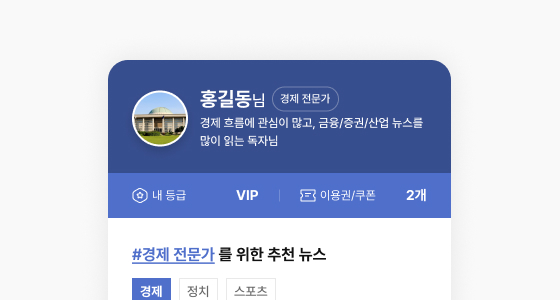 홍길동님 경제 전문가
경제 흐름에 관심이 많고, 금융/증권/산업 뉴스를
많이 읽는 독자님
내 등급 VIP 이용권/쿠폰 2개
#경제 전문가 를 위한 추천 뉴스
경제 정치 스포츠